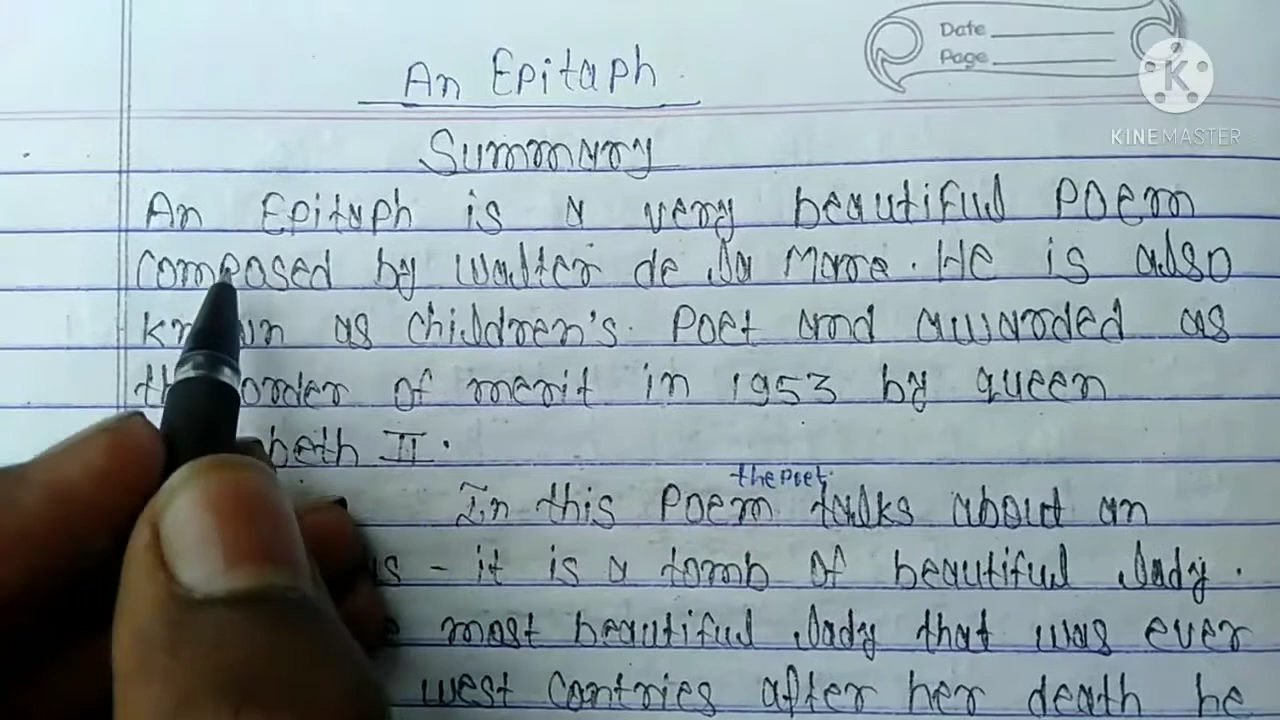 Date
Page
KINEMASTER
An Epitaph.
Summary
An Epitaph is a very beautiful Poem
composed by walter de la Mare. He is also
as children's. Poet and awarded as
order of merit in 1953 by queen
beth II.
the poet.
In this Poem talks about an
- it is a tomb of beautiful lady.
most beautiful lady that was ever
west contries after her death he